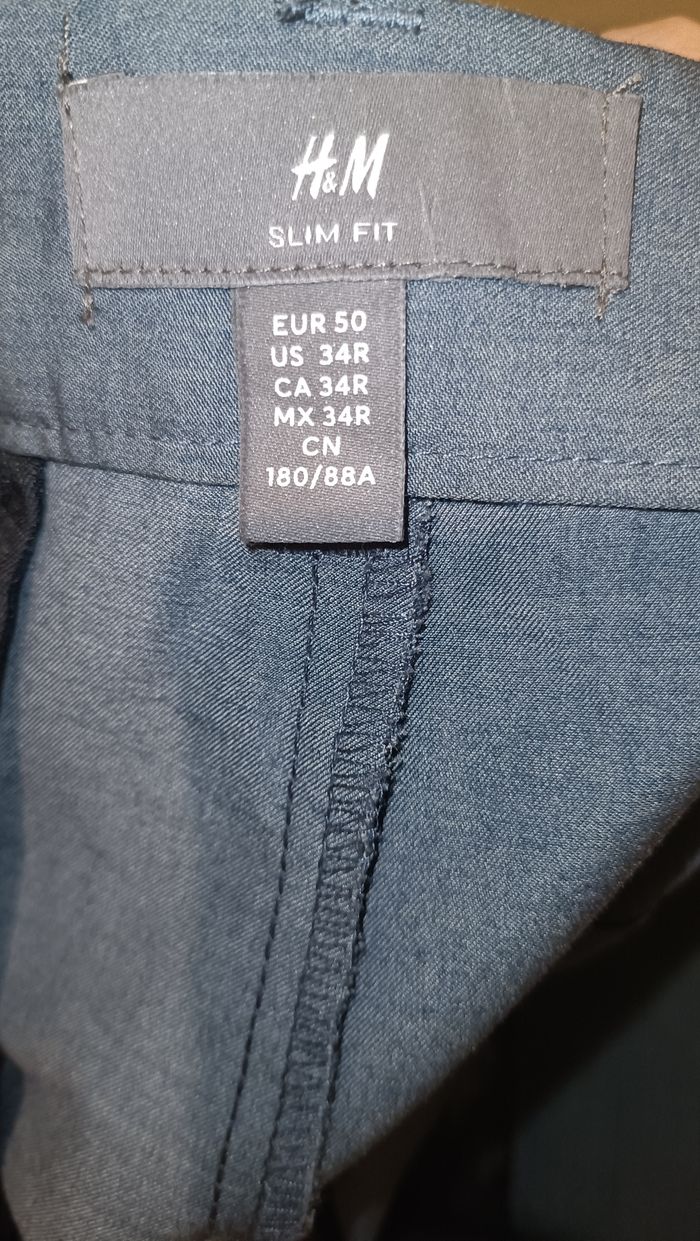 H&M
SLIM FIT
EUR 50
US 34R
CA 34R
MX 34R
CN
180/88A